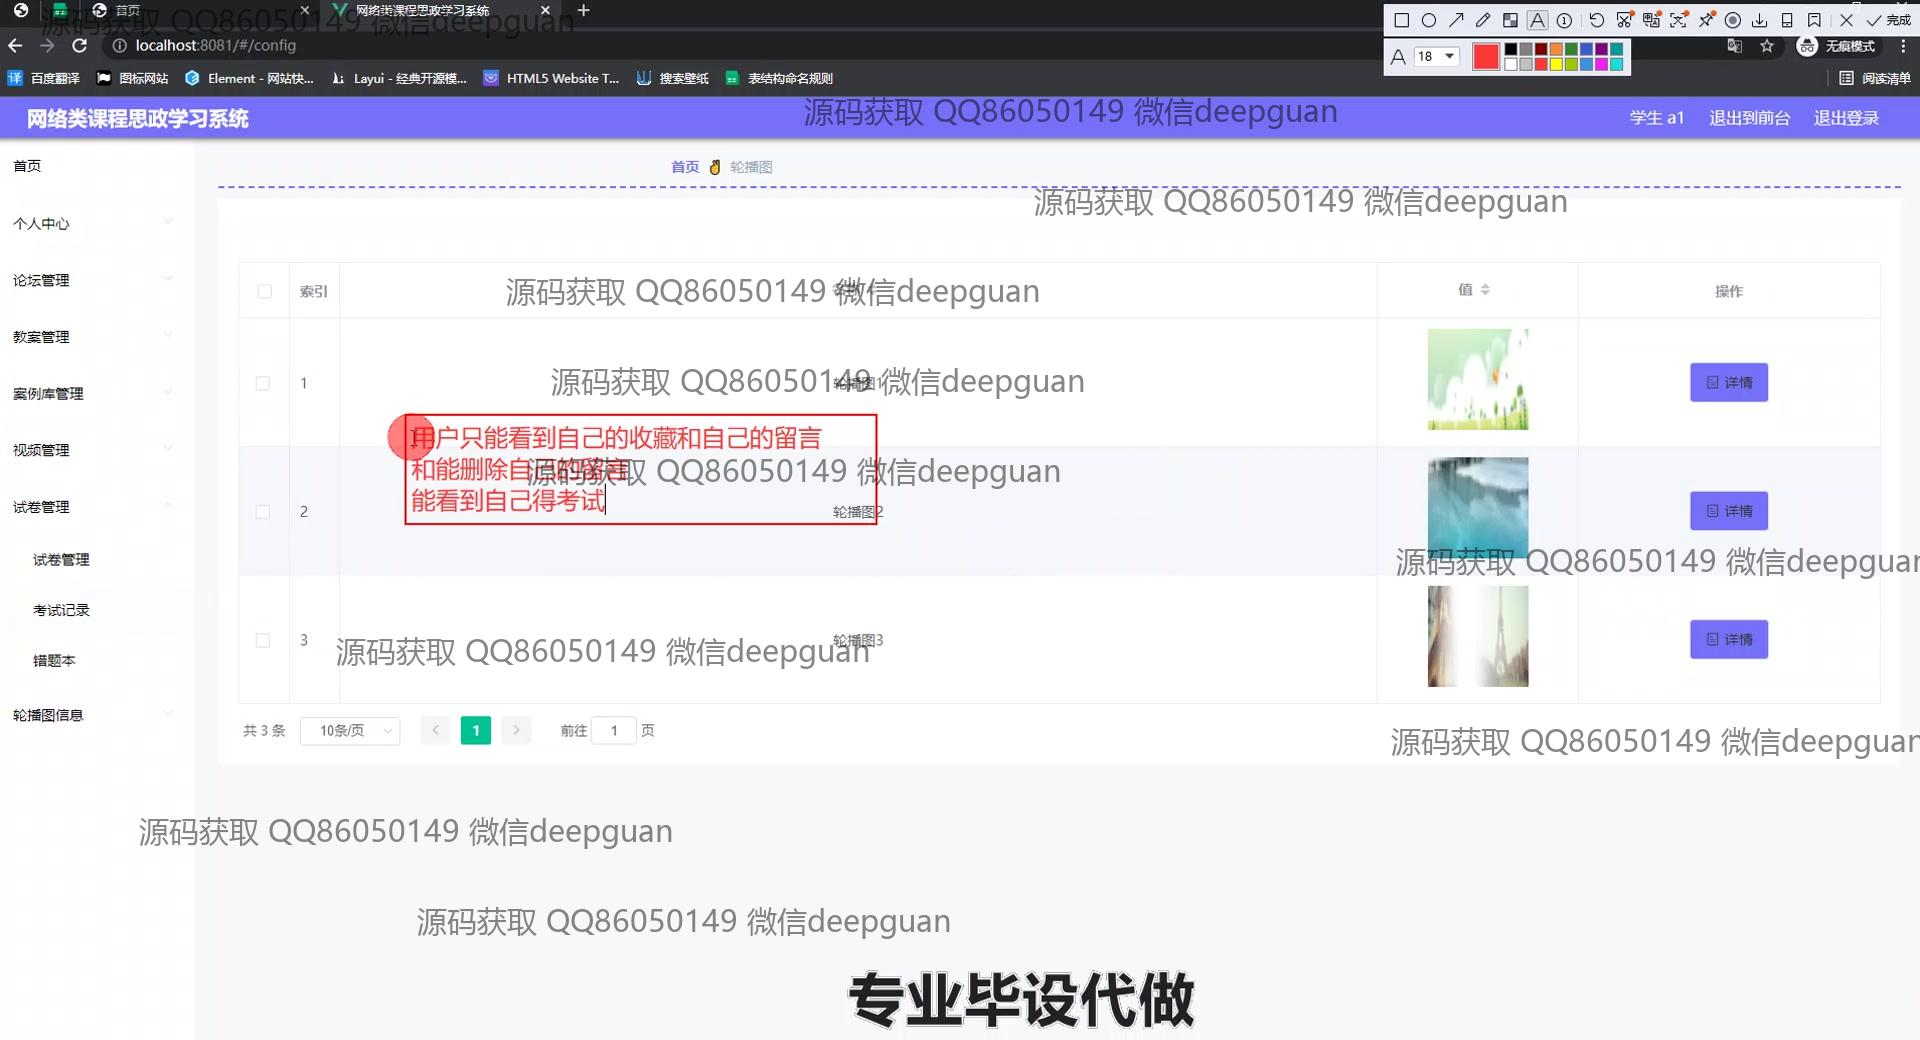 首页
网络类课程思政学习系统
18
完成
localhost:8081/#/config
无痕模式
百度翻译
图标网站
Element - 网站快...
Layui - 经典开源模...
HTML5 Website T...
搜索壁纸
表结构命名规则
阅读清单
源码获取 QQ86050149 微信deepguan
网络类课程思政学习系统
源码获取 QQ86050149 微信deepguan
学生 a1
退出到前台
退出登录
首页
首页
轮播图
源码获取 QQ86050149 微信deepguan
个人中心
论坛管理
教案管理
案例库管理
视频管理
试卷管理
试卷管理
考试记录
错题本
轮播图信息
索引
源码获取 QQ86050149 微信deepguan
值
操作
1
轮播图1
源码获取 QQ86050149 微信deepguan
详情
用户只能看到自己的收藏和自己的留言
和能删除自己的留言
能看到自己得考试
源码获取 QQ86050149 微信deepguan
2
轮播图2
详情
源码获取 QQ86050149 微信deepguan
3
轮播图3
详情
源码获取 QQ86050149 微信deepguan
共 3 条
10条/页
1
前往
1
页
源码获取 QQ86050149 微信deepguan
源码获取 QQ86050149 微信deepguan
源码获取 QQ86050149 微信deepguan
专业毕设代做